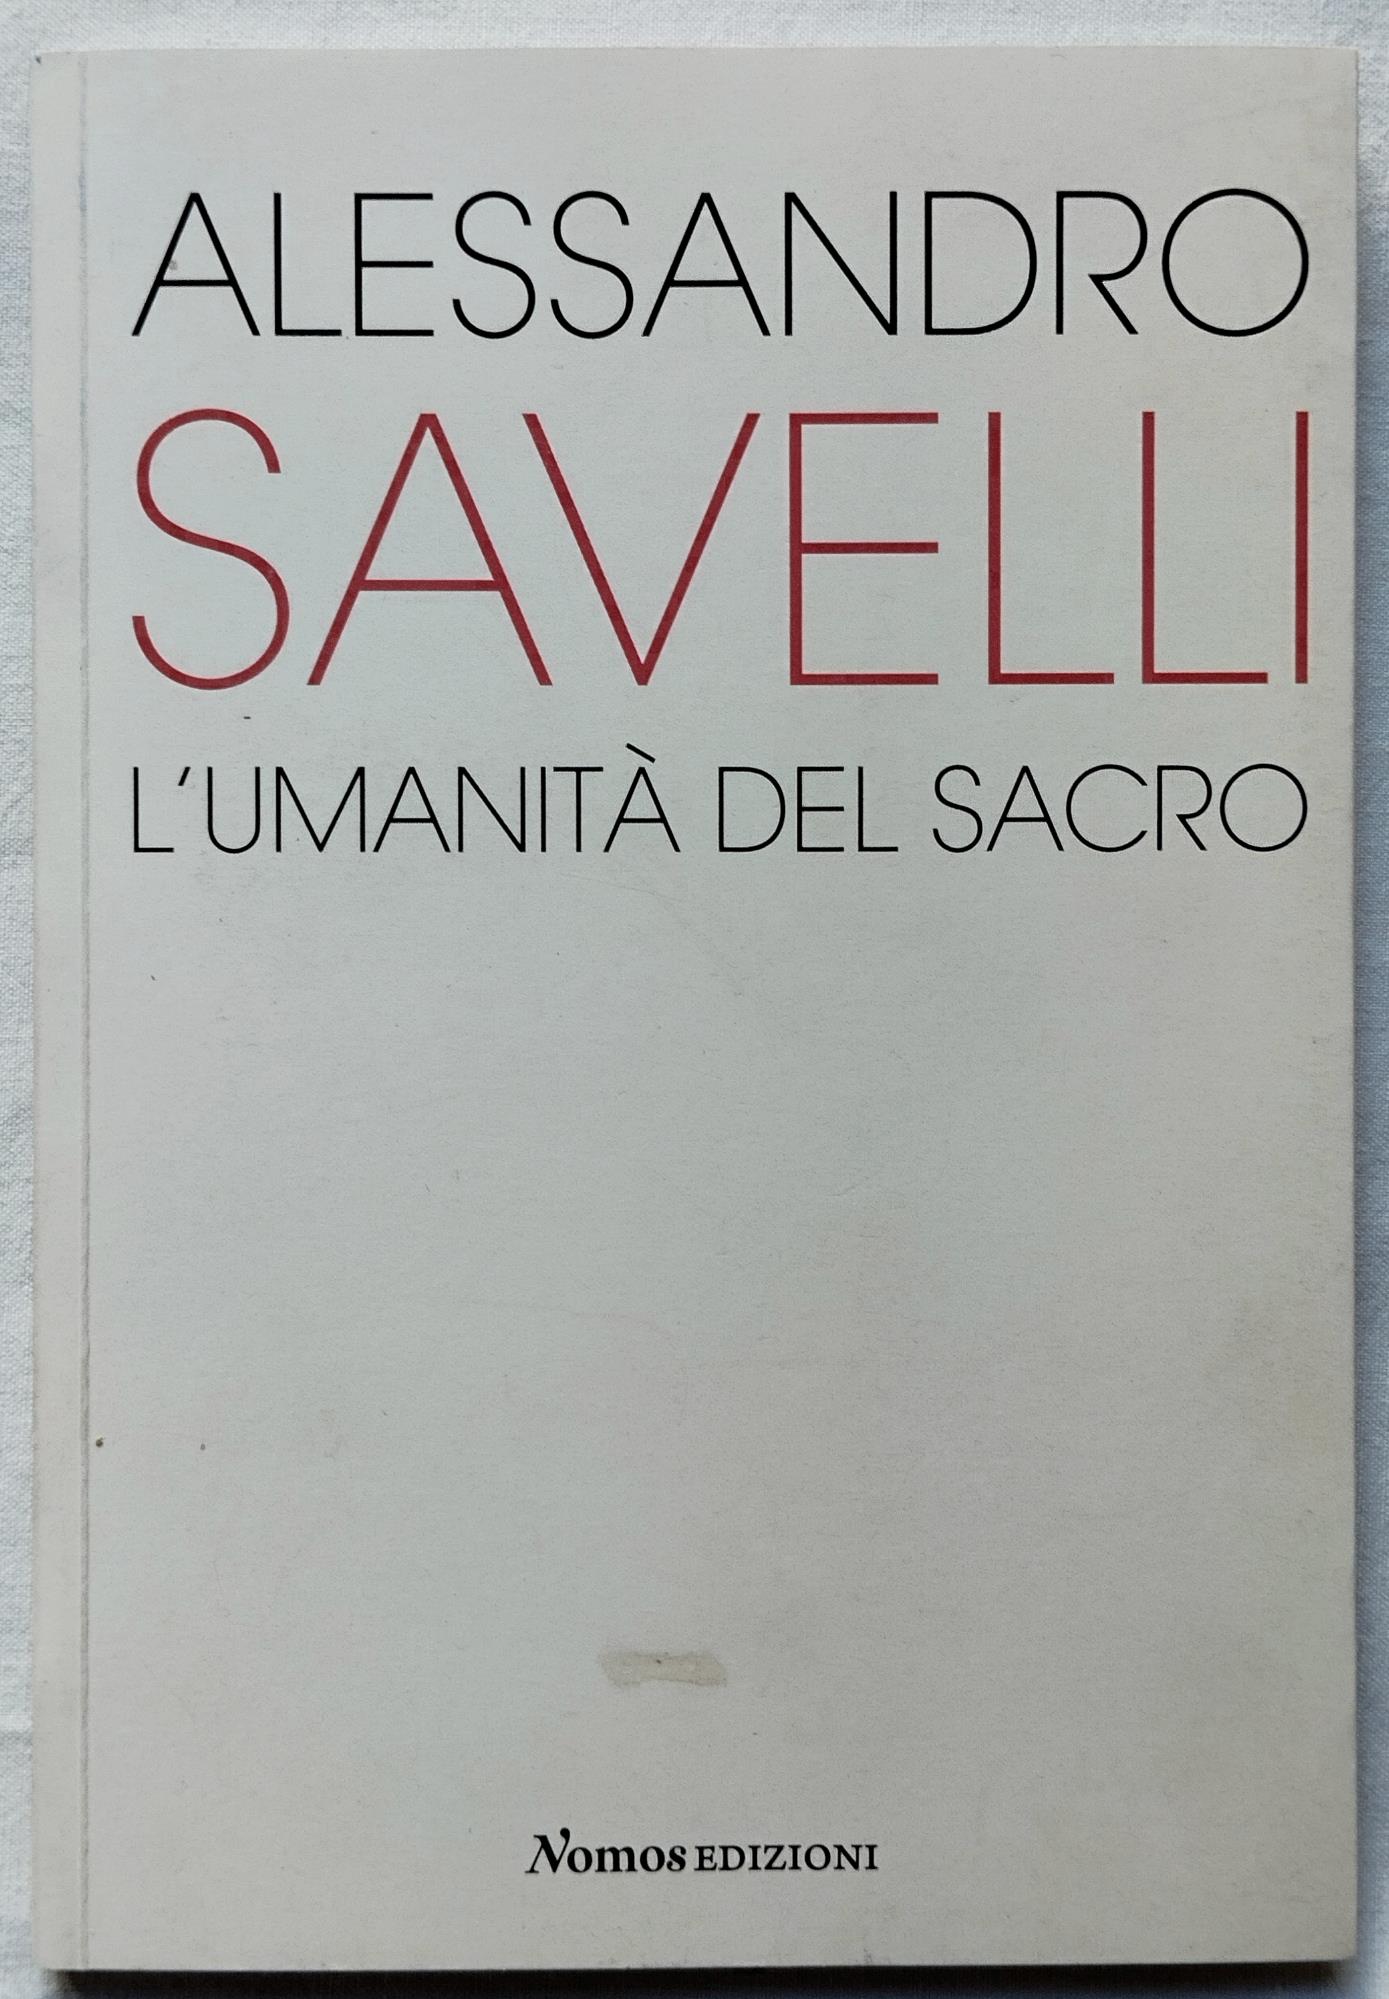 ALESSANDRO
SAVELLI
L'UMANITÀ DEL SACRO
Nomos EDIZIONI